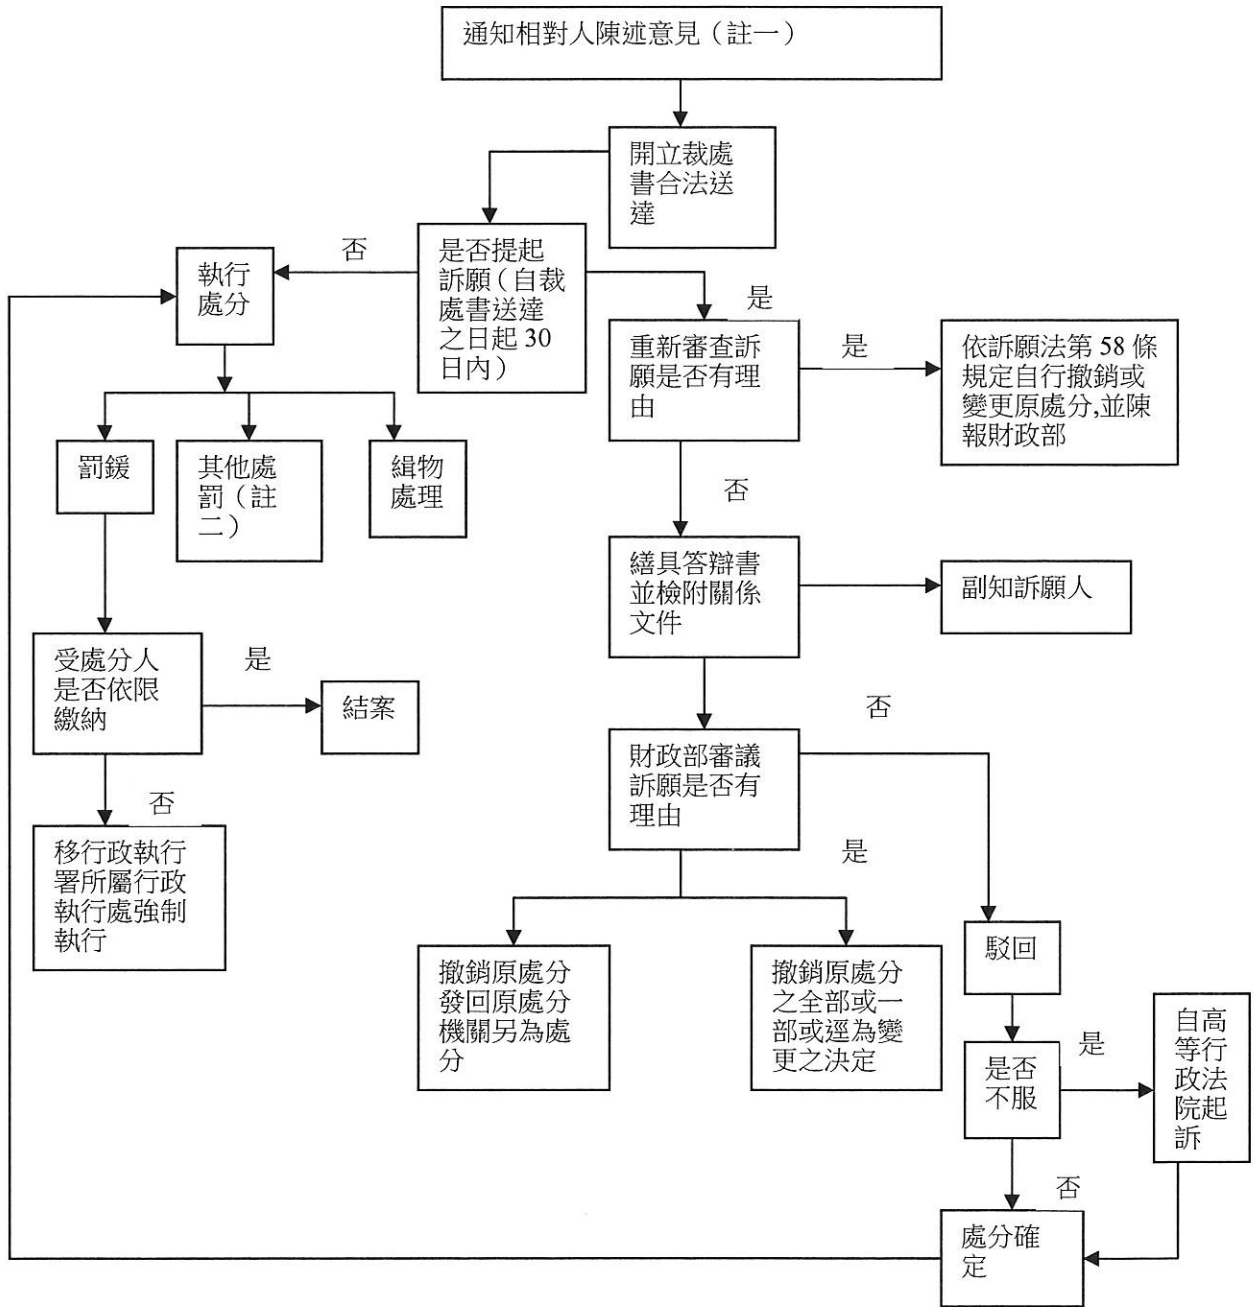 通知相對人陳述意見（註一）
開立裁處
書合法送
達
是否提起
訴願（自裁
處書送達
之日起 30
日內）
否
執行
處分
是
重新審查訴
願是否有理
由
是
依訴願法第 58 條
規定自行撤銷或
變更原處分,並陳
報財政部
罰鍰
其他處
罰（註
二）
緝物
處理
否
繕具答辯書
並檢附關係
文件
副知訴願人
受處分人
是否依限
繳納
是
結案
否
財政部審議
訴願是否有
理由
否
移行政執行
署所屬行政
執行處強制
執行
是
撤銷原處分
發回原處分
機關另為處
分
撤銷原處分
之全部或一
部或逕為變
更之決定
駁回
是否
不服
是
自高
等行
政法
院起
訴
否
處分確
定